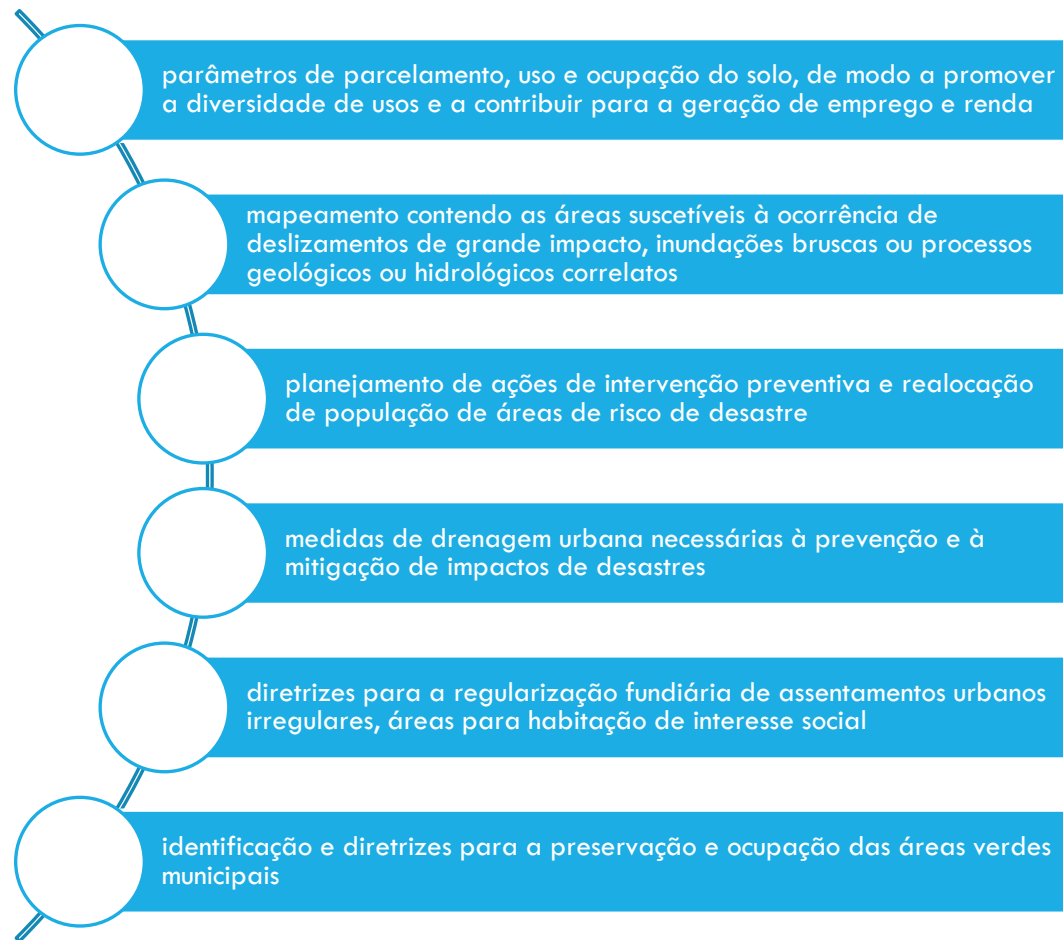 parâmetros de parcelamento, uso e ocupação do solo, de modo a promover
a diversidade de usos e a contribuir para a geração de emprego e renda
mapeamento contendo as áreas suscetíveis à ocorrência de
deslizamentos de grande impacto, inundações bruscas ou processos
geológicos ou hidrológicos correlatos
planejamento de ações de intervenção preventiva e realocação
de população de áreas de risco de desastre
medidas de drenagem urbana necessárias à prevenção e à
mitigação de impactos de desastres
diretrizes para a regularização fundiária de assentamentos urbanos
irregulares, áreas para habitação de interesse social
identificação e diretrizes para a preservação e ocupação das áreas verdes
municipais